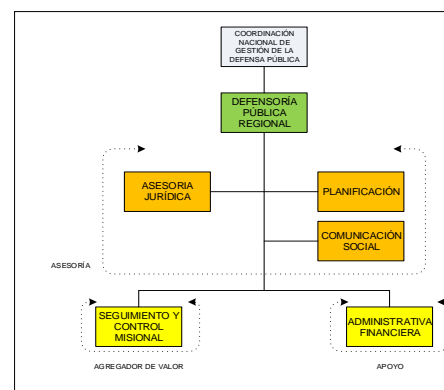 COORDINACIÓN
NACIONAL DE
GESTIÓN DE LA
DEFENSA PÚBLICA
DEFENSORÍA
PÚBLICA
REGIONAL
ASESORIA
JURÍDICA
PLANIFICACIÓN
COMUNICACIÓN
SOCIAL
ASESORÍA
SEGUIMIENTO Y
CONTROL
MISIONAL
ADMINISTRATIVA
FINANCIERA
AGREGADOR DE VALOR
APOYO